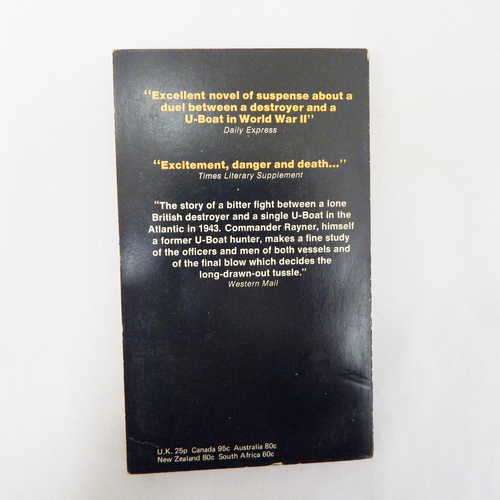 "Excellent novel of suspense about a
duel between a destroyer and a
U-Boat in World War II"
Daily Express
"Excitement, danger and death..."
Times Literary Supplement
"The story of a bitter fight between a lone
British destroyer and a single U-Boat in the
Atlantic in 1943. Commander Rayner, himself
a former U-Boat hunter, makes a fine study
of the officers and men of both vessels and
of the final blow which decides the
long-drawn-out tussle."
Western Mail
U.K. 25p Canada 95c Australia 80c
New Zealand 80c South Africa 60c